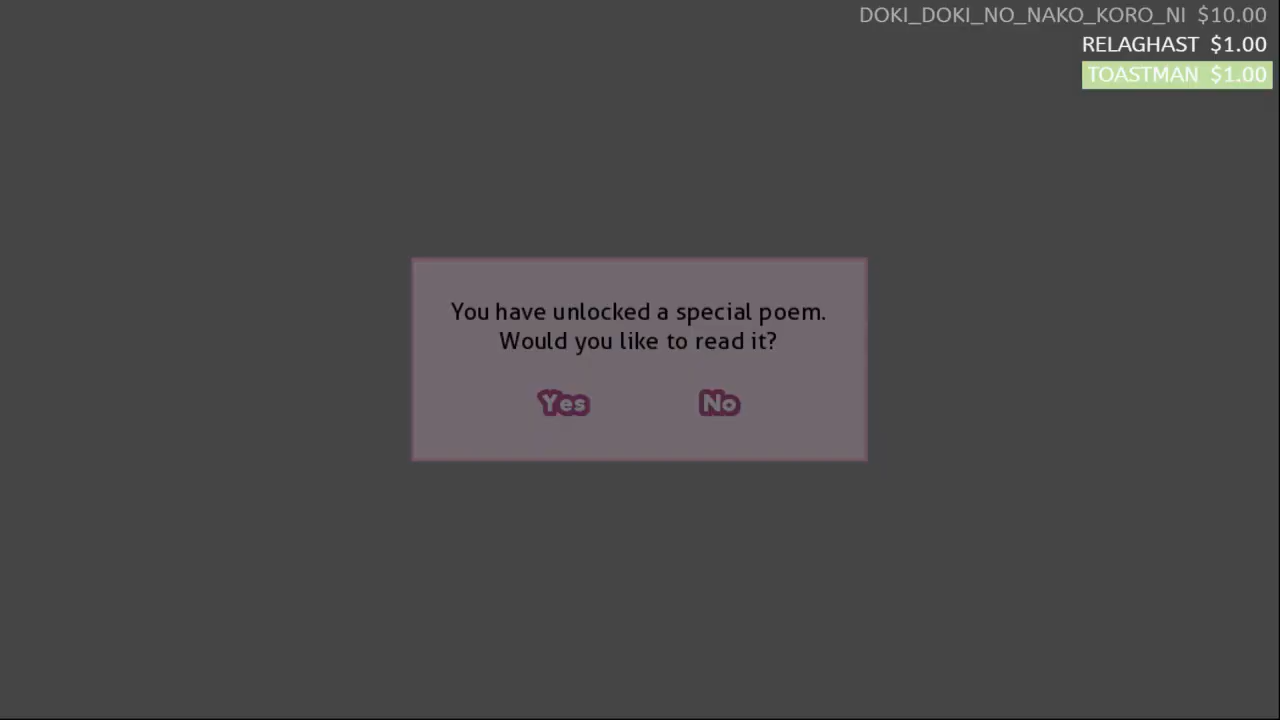 DOKI_DOKI_NO_NAKO_KORO_NI $10.00
RELAGHAST $1.00
TOASTMAN $1.00
You have unlocked a special poem.
Would you like to read it?
Yes No